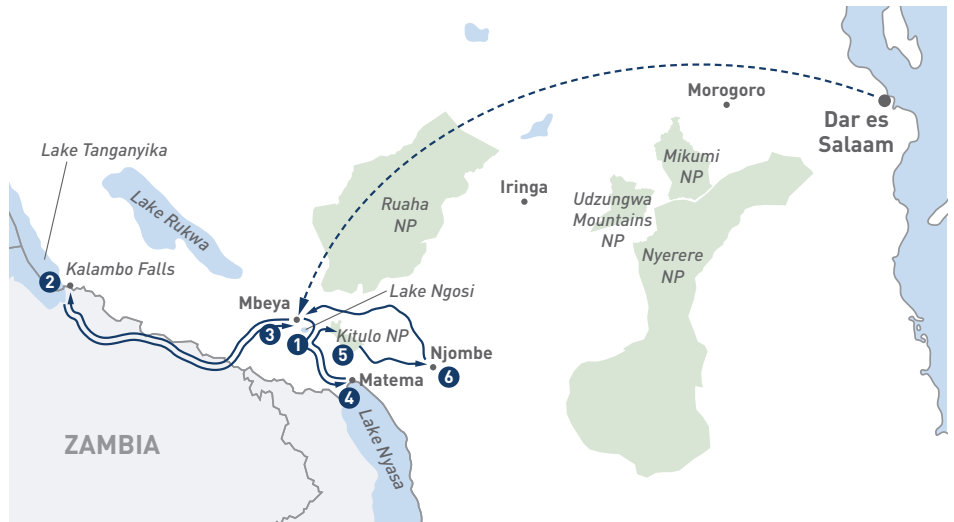 Morogoro
Dar es
Salaam
Lake Tanganyika
Mikumi
NP
Iringa
Ruaha
NP
Udzungwa
Mountains
NP
Lake Rukwa
Nyerere
NP
2
Kalambo Falls
Lake Ngosi
Mbeya
3
1
Kitulo NP
5
Njombe
6
Matema
4
Lake Nyasa
ZAMBIA